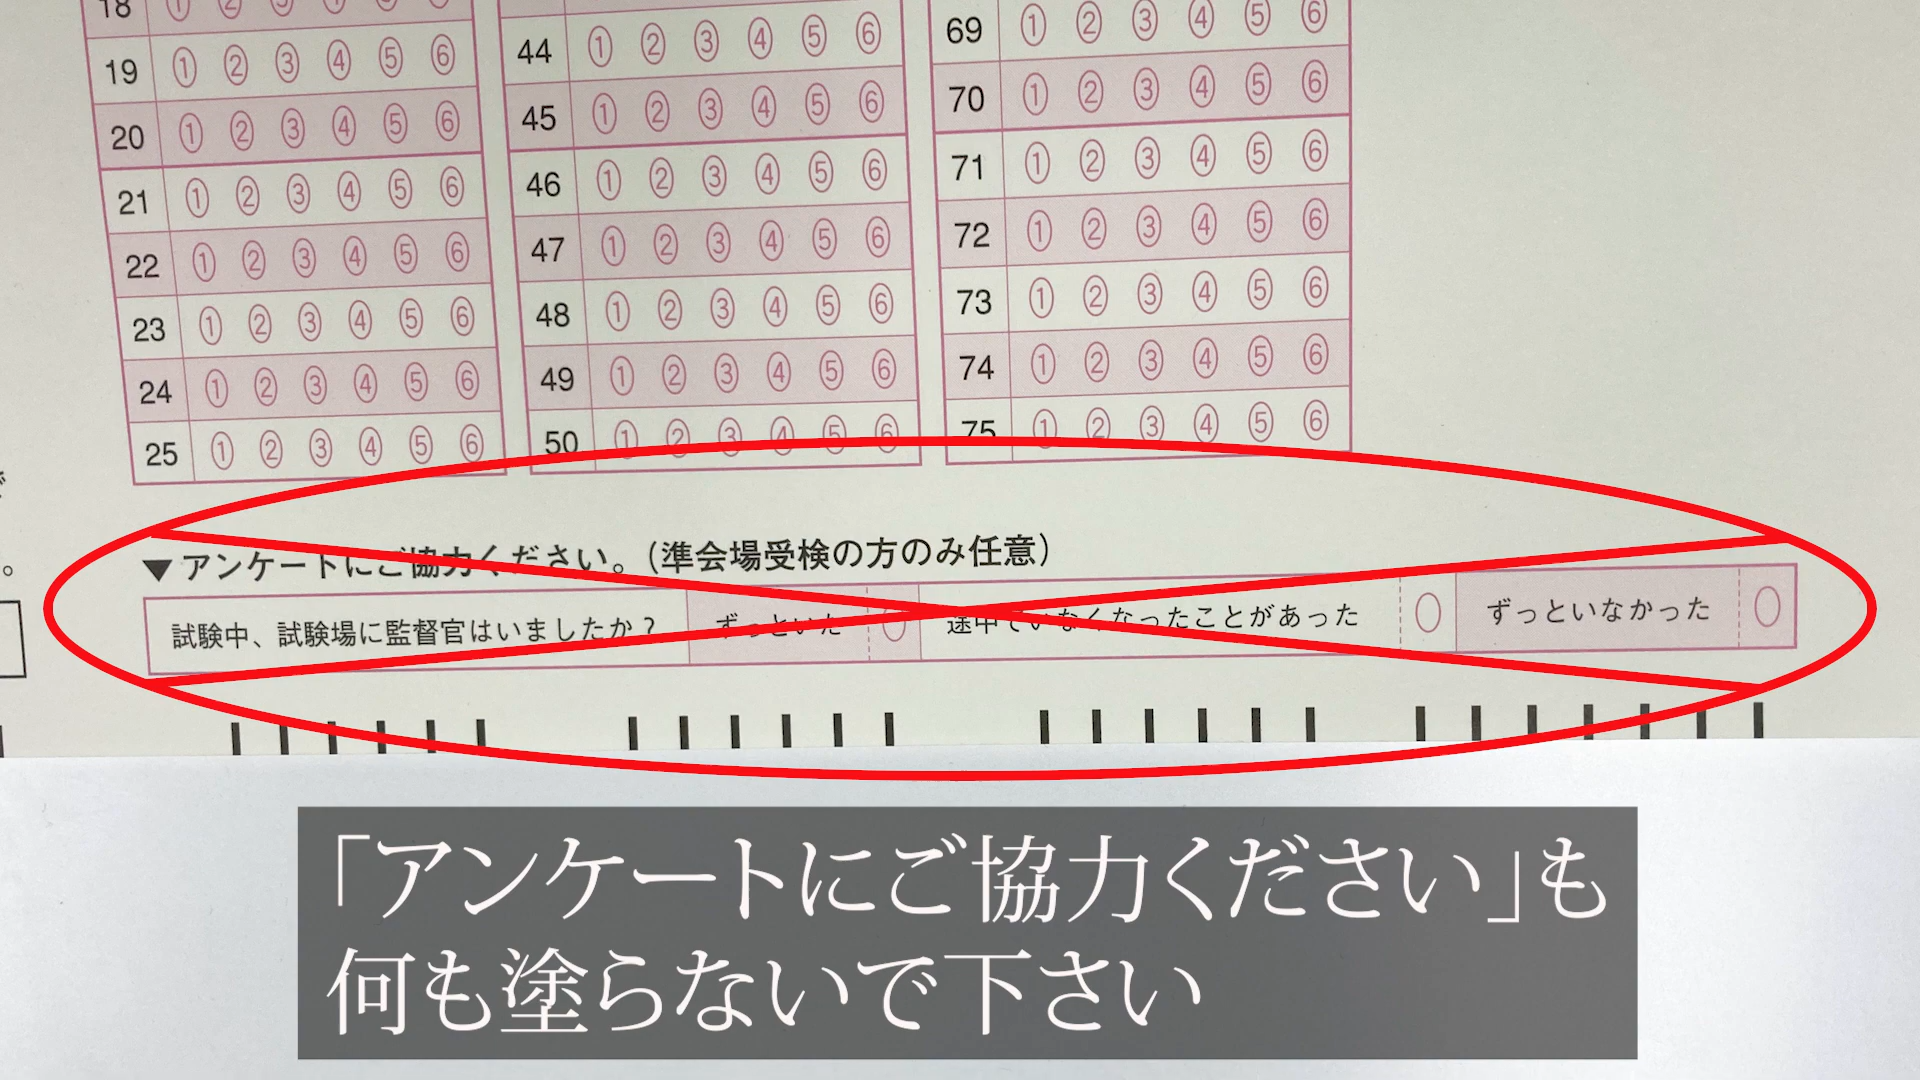 18 ① ② ③ ④ ⑤ ⑥
19 ① ② ③ ④ ⑤ ⑥
20 ① ② ③ ④ ⑤ ⑥
21 ① ② ③ ④ ⑤ ⑥
22 ① ② ③ ④ ⑤ ⑥
23 ① ② ③ ④ ⑤ ⑥
24 ① ② ③ ④ ⑤ ⑥
25 ① ② ③ ④ ⑤ ⑥
44 ① ② ③ ④ ⑤ ⑥
45 ① ② ③ ④ ⑤ ⑥
46 ① ② ③ ④ ⑤ ⑥
47 ① ② ③ ④ ⑤ ⑥
48 ① ② ③ ④ ⑤ ⑥
49 ① ② ③ ④ ⑤ ⑥
50 ① ② ③ ④ ⑤ ⑥
69 ① ② ③ ④ ⑤ ⑥
70 ① ② ③ ④ ⑤ ⑥
71 ① ② ③ ④ ⑤ ⑥
72 ① ② ③ ④ ⑤ ⑥
73 ① ② ③ ④ ⑤ ⑥
74 ① ② ③ ④ ⑤ ⑥
75 ① ② ③ ④ ⑤ ⑥
▼アンケートにご協力ください。(準会場受検の方のみ任意)
試験中、試験場に監督官はいましたか? ずっといた 途中でいなくなったことがあった ずっといなかった
「アンケートにご協力ください」も
何も塗らないで下さい